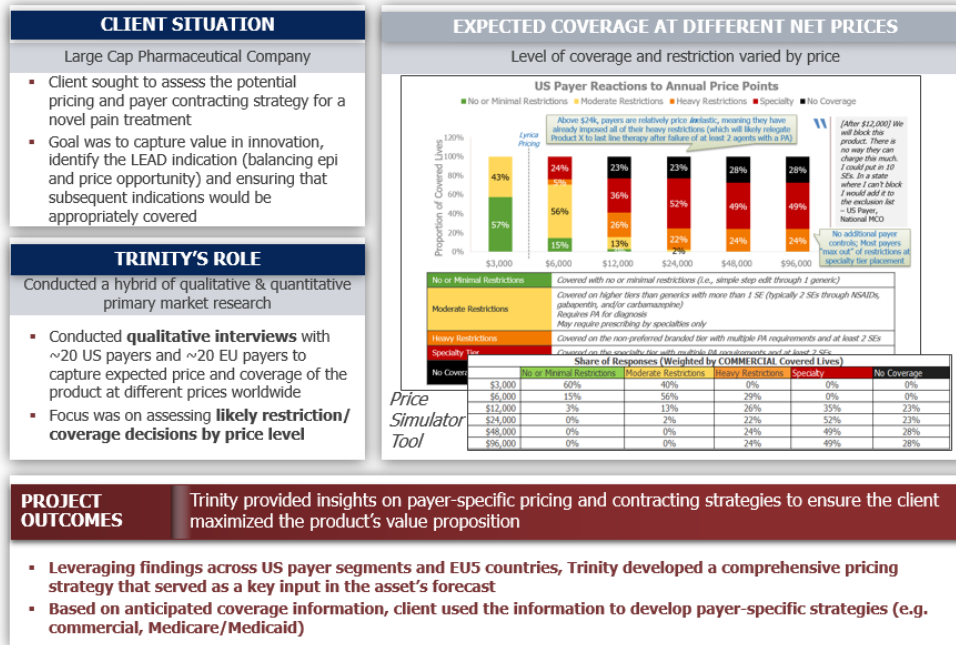 CLIENT SITUATION
Large Cap Pharmaceutical Company
▪ Client sought to assess the potential
pricing and payer contracting strategy for a
novel pain treatment
▪ Goal was to capture value in innovation,
identify the LEAD indication (balancing epi
and price opportunity) and ensuring that
subsequent indications would be
appropriately covered
TRINITY'S ROLE
Conducted a hybrid of qualitative & quantitative
primary market research
▪ Conducted qualitative interviews with
~20 US payers and ~20 EU payers to
capture expected price and coverage of the
product at different prices worldwide
▪ Focus was on assessing likely restriction/
coverage decisions by price level
EXPECTED COVERAGE AT DIFFERENT NET PRICES
Level of coverage and restriction varied by price
US Payer Reactions to Annual Price Points
No or Minimal Restrictions Moderate Restrictions Heavy Restrictions Specialty No Coverage
Above $24k, payers are relatively price inelastic, meaning they have
already imposed all of their heavy restrictions (which will likely relegate
Product X to last line therapy after failure of at least 2 agents with a PA)
Lyrica
Pricing
Proportion of Covered Lives
120%
100%
80%
60%
40%
20%
0%
43%
57%
24%
5%
56%
15%
23%
36%
26%
13%
23%
52%
22%
2%
28%
49%
24%
28%
49%
24%
$3,000 $6,000 $12,000 $24,000 $48,000 $96,000
"
[After $12,000] We
will block this
product. There is
no way they can
charge this much.
I could put in 10
SEs. In a state
where I can't block
I would add it to
the exclusion list
– US Payer,
National MCO
No additional payer
controls; Most payers
"max out" of restrictions at
specialty tier placement
No or Minimal Restrictions Covered with no or minimal restrictions (i.e., simple step edit through 1 generic)
Moderate Restrictions Covered on higher tiers than generics with more than 1 SE (typically 2 SEs through NSAIDs,
gabapentin, and/or carbamazepine)
Requires PA for diagnosis
May require prescribing by specialties only
Heavy Restrictions Covered on the non-preferred branded tier with multiple PA requirements and at least 2 SEs
Specialty Tier Covered on the specialty tier with multiple PA requirements and at least 2 SEs
No Covera
Price
Simulator
Tool
Share of Responses (Weighted by COMMERCIAL Covered Lives)
No or Minimal Restrictions Moderate Restrictions Heavy Restrictions Specialty No Coverage
$3,000 60% 40% 0% 0% 0%
$6,000 15% 56% 29% 0% 0%
$12,000 3% 13% 26% 35% 23%
$24,000 0% 2% 22% 52% 23%
$48,000 0% 0% 24% 49% 28%
$96,000 0% 0% 24% 49% 28%
PROJECT
OUTCOMES
Trinity provided insights on payer-specific pricing and contracting strategies to ensure the client
maximized the product's value proposition
▪ Leveraging findings across US payer segments and EU5 countries, Trinity developed a comprehensive pricing
strategy that served as a key input in the asset's forecast
▪ Based on anticipated coverage information, client used the information to develop payer-specific strategies (e.g.
commercial, Medicare/Medicaid)